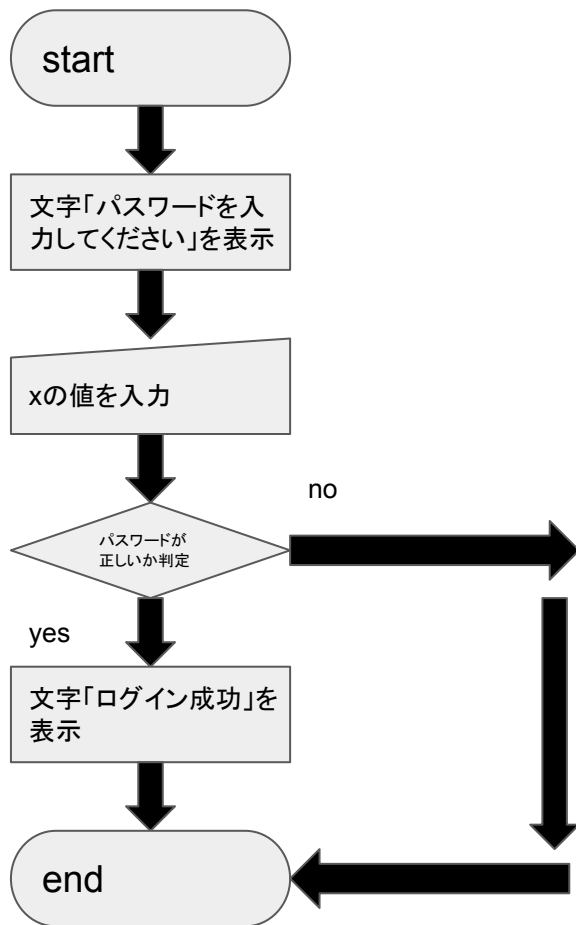 start
文字「パスワードを入
力してください」を表示
xの値を入力
no
パスワードが
正しいか判定
yes
文字「ログイン成功」を
表示
end